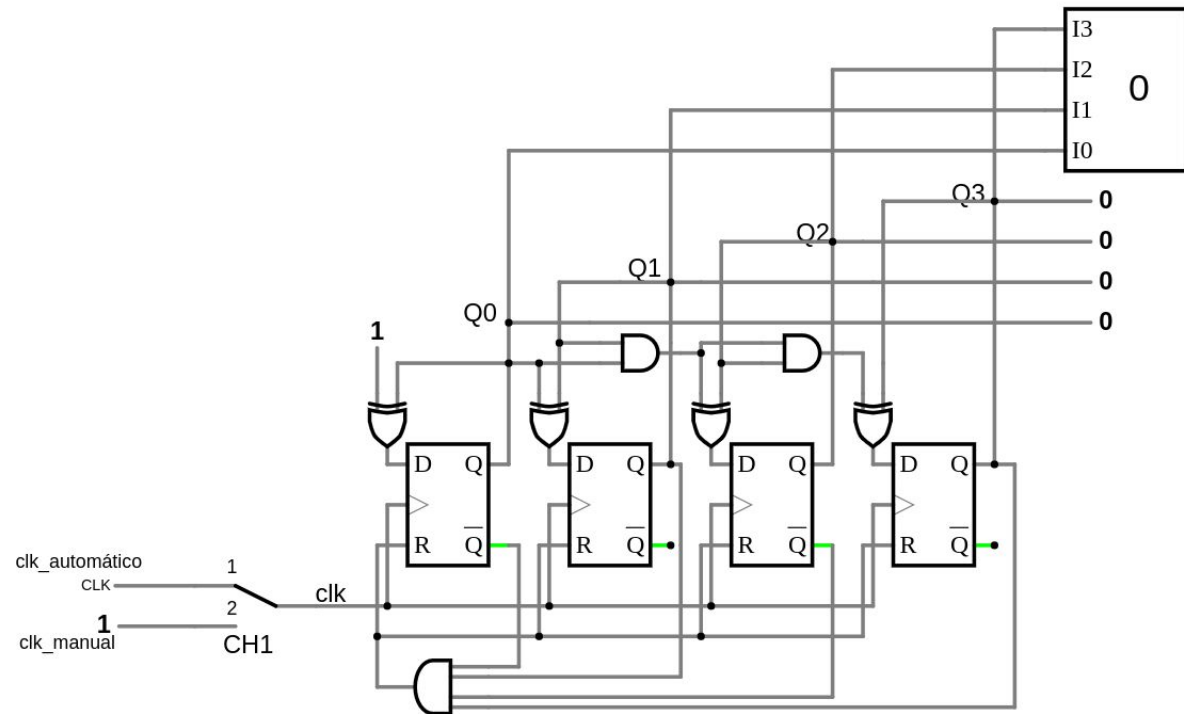 I3
I2
0
I1
I0
Q3
0
Q2
0
Q1
0
Q0
0
1
D Q
D Q
D Q
D Q
R Q
R Q
R Q
R Q
clk_automático
CLK
1
clk
2
1
clk_manual
CH1